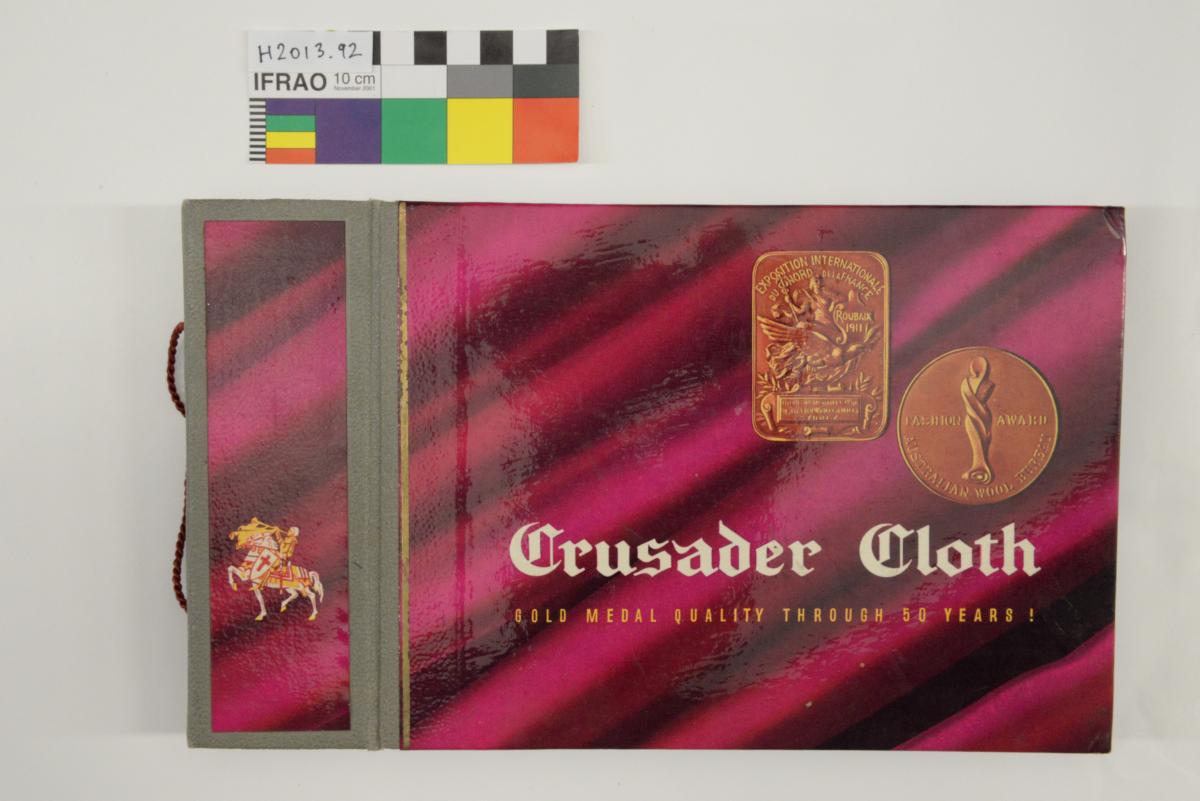 H2013.92
IFRAO 10 cm
November 2001
EXPOSITION INTERNATIONALE
DU NORD DE LA FRANCE
ROUBAIX
1911
FASHION AWARD
AUSTRALIAN WOOL BUREAU
Crusader Cloth
GOLD MEDAL QUALITY THROUGH 50 YEARS !